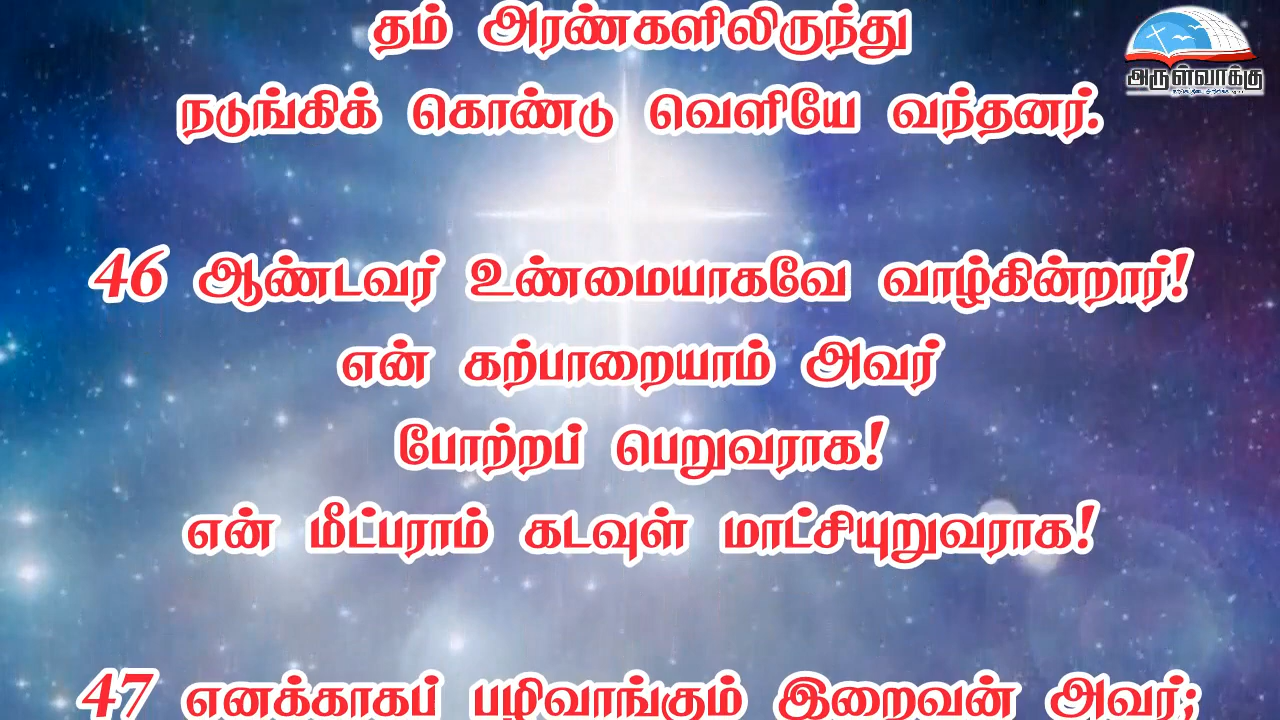 தம் அரண்களிலிருந்து
நடுங்கிக் கொண்டு வெளியே வந்தனர்.
46 ஆண்டவர் உண்மையாகவே வாழ்கின்றார்!
என் கற்பாறையாம் அவர்
போற்றப் பெறுவராக!
என் மீட்பராம் கடவுள் மாட்சியுறுவராக!
47 எனக்காகப் பழிவாங்கும் இறைவன் அவர்;
அருள்வாக்கு